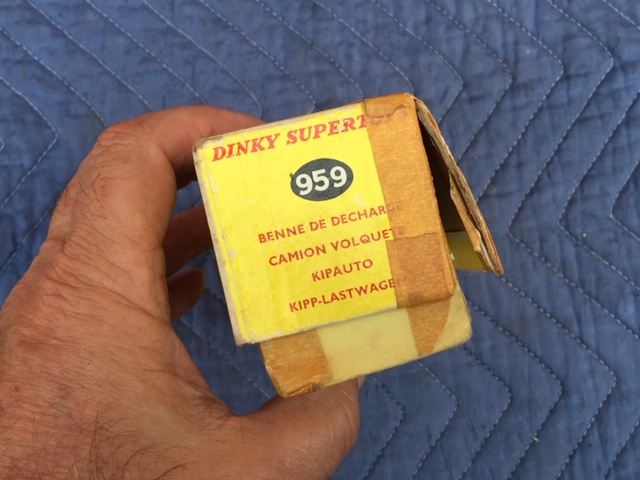 DINKY SUPERT
959
BENNE DE DECHARGE
CAMION VOLQUETE
KIPAUTO
KIPP-LASTWAGE